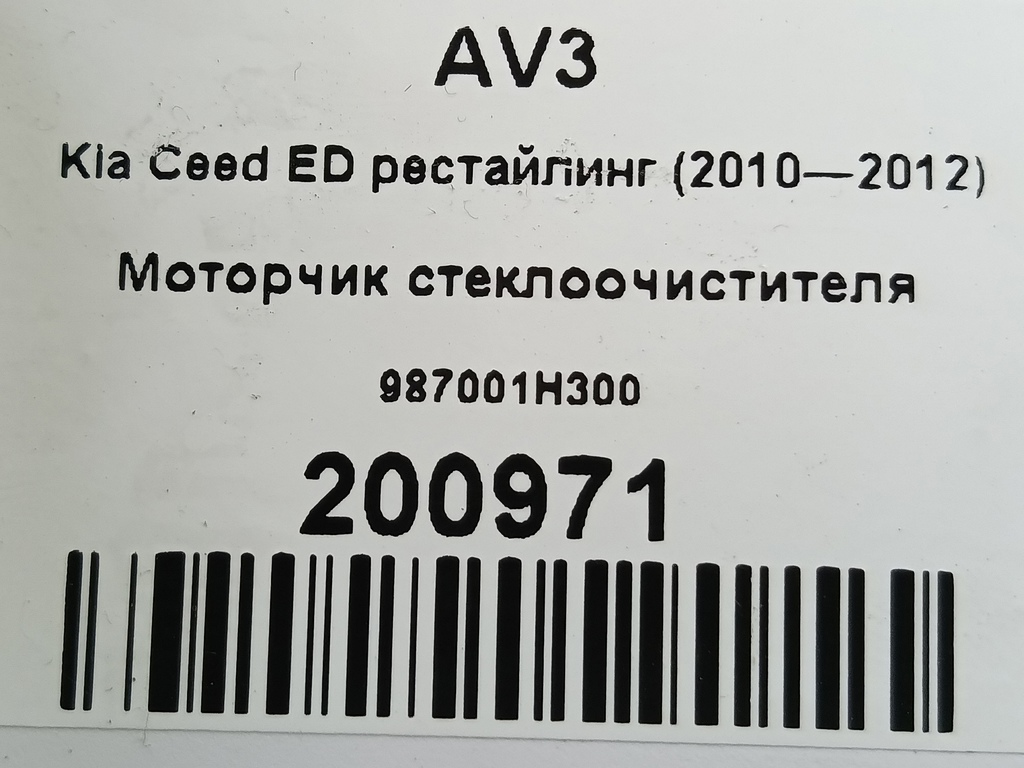 AV3
Kia Ceed ED рестайлинг (2010—2012)
Моторчик стеклоочистителя
987001H300
200971